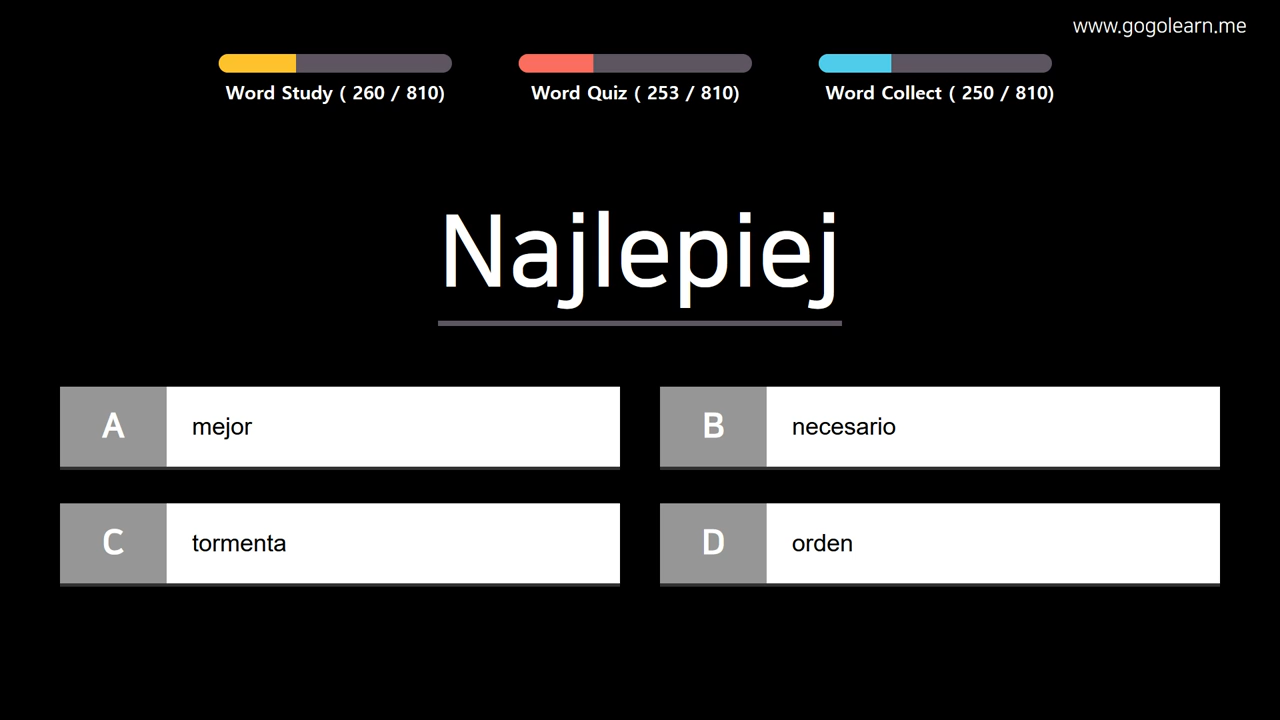 www.gogolearn.me
Word Study ( 260 / 810)
Word Quiz ( 253 / 810)
Word Collect ( 250 / 810)
Najlepiej
A mejor
B necesario
C tormenta
D orden